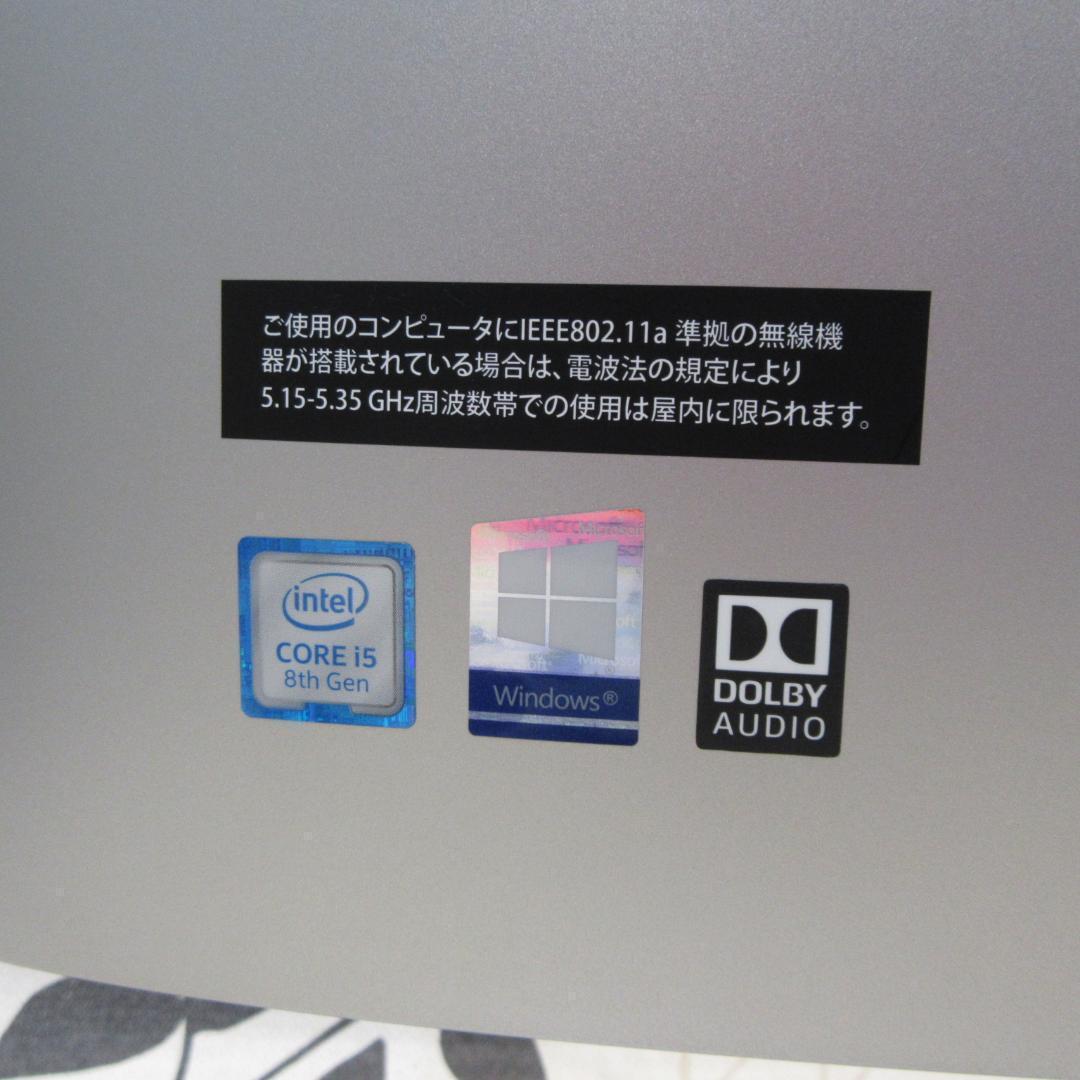 ご使用のコンピュータにIEEE802.11a 準拠の無線機
器が搭載されている場合は、電波法の規定により
5.15-5.35 GHz周波数帯での使用は屋内に限られます。
intel
CORE i5
8th Gen
Windows®
DOLBY
AUDIO